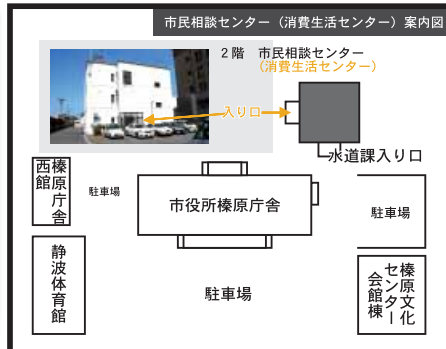 市民相談センター（消費生活センター）案内図
２階　市民相談センター
（消費生活センター）
入り口
水道課入り口
榛原庁舎
西館
駐車場
市役所榛原庁舎
駐車場
静波体育館
駐車場
榛原文化
センター
会館棟